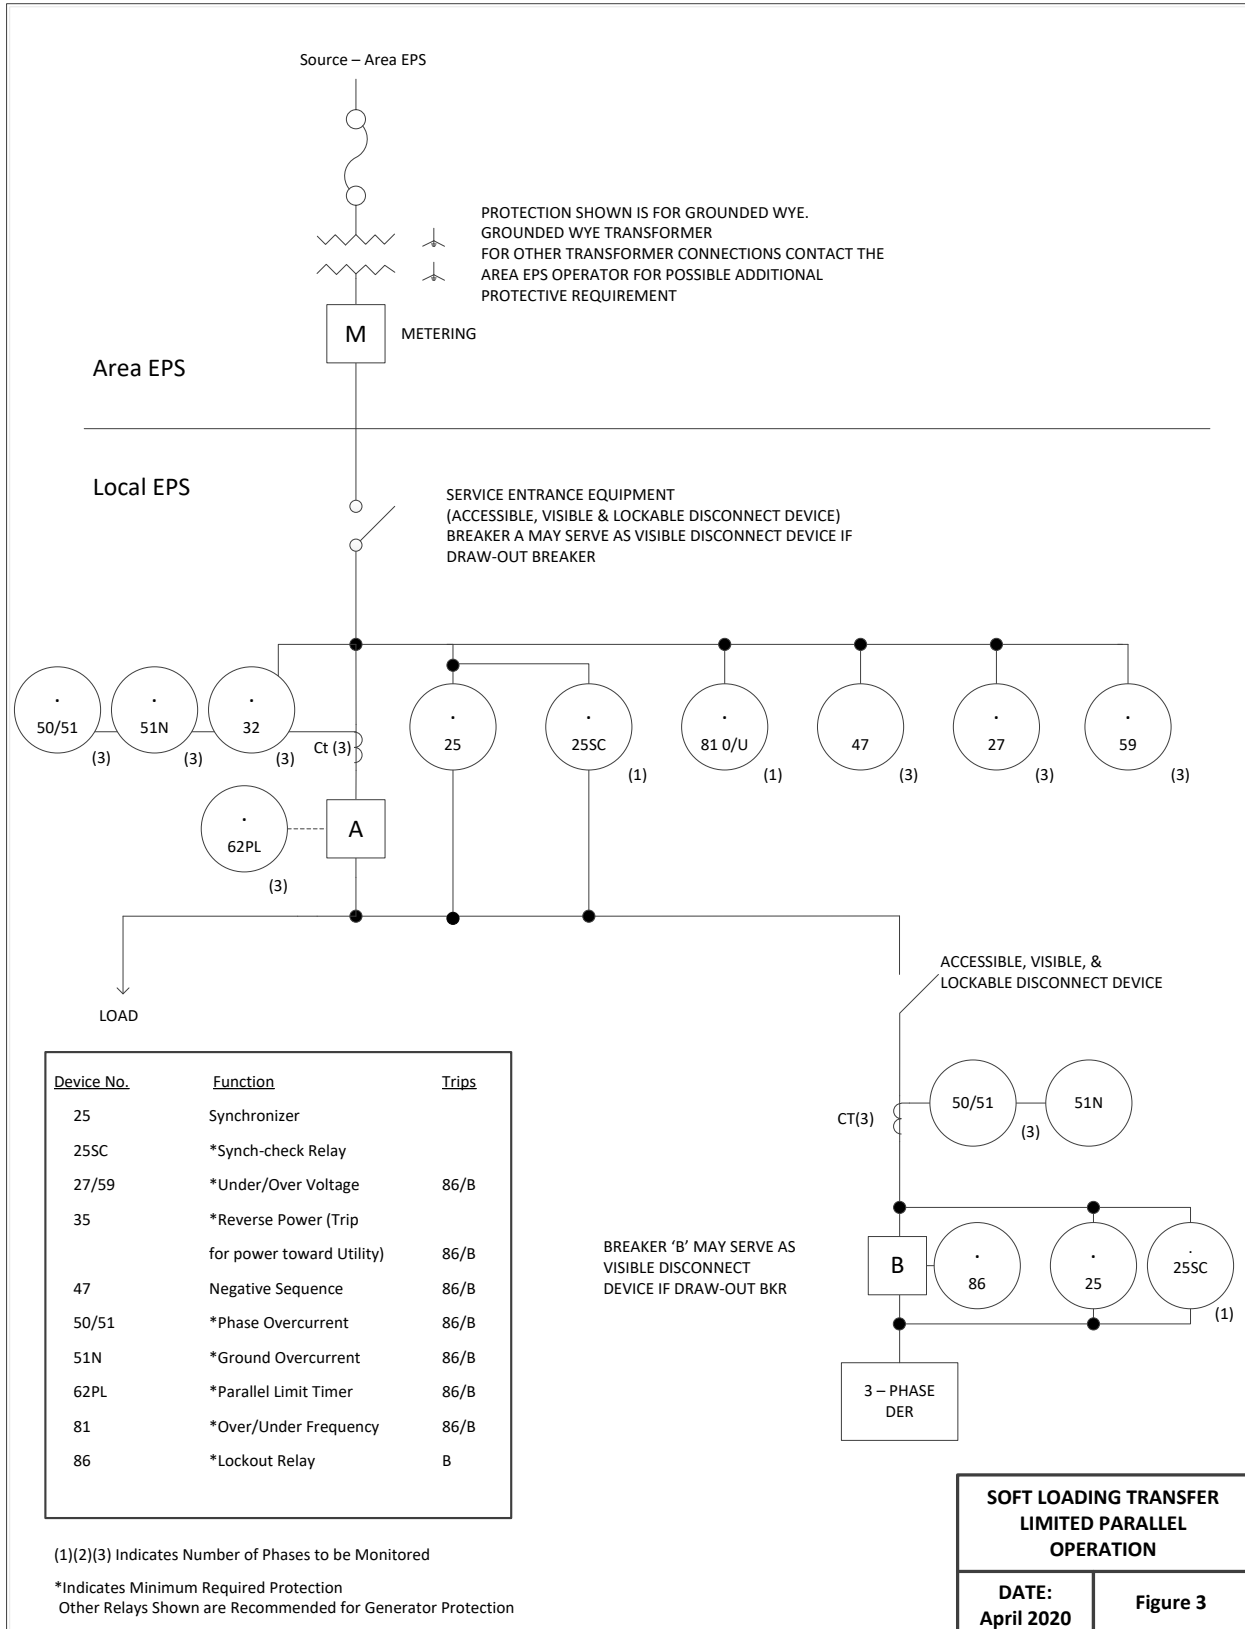 Source – Area EPS
PROTECTION SHOWN IS FOR GROUNDED WYE.
GROUNDED WYE TRANSFORMER
FOR OTHER TRANSFORMER CONNECTIONS CONTACT THE
AREA EPS OPERATOR FOR POSSIBLE ADDITIONAL
PROTECTIVE REQUIREMENT
M METERING
Area EPS
Local EPS
SERVICE ENTRANCE EQUIPMENT
(ACCESSIBLE, VISIBLE & LOCKABLE DISCONNECT DEVICE)
BREAKER A MAY SERVE AS VISIBLE DISCONNECT DEVICE IF
DRAW-OUT BREAKER
50/51 51N 32 25 25SC 81 0/U 47 27 59
Ct (3)
(3) (3) (3) (1) (1) (3) (3) (3)
A
62PL
(3)
LOAD
ACCESSIBLE, VISIBLE, &
LOCKABLE DISCONNECT DEVICE
CT(3) 50/51 (3) 51N
BREAKER ‘B’ MAY SERVE AS
VISIBLE DISCONNECT
DEVICE IF DRAW-OUT BKR
B 86 25 25SC
(1)
3 – PHASE
DER
Device No. Function Trips
25 Synchronizer
25SC *Synch-check Relay
27/59 *Under/Over Voltage 86/B
35 *Reverse Power (Trip
for power toward Utility) 86/B
47 Negative Sequence 86/B
50/51 *Phase Overcurrent 86/B
51N *Ground Overcurrent 86/B
62PL *Parallel Limit Timer 86/B
81 *Over/Under Frequency 86/B
86 *Lockout Relay B
(1)(2)(3) Indicates Number of Phases to be Monitored
*Indicates Minimum Required Protection
Other Relays Shown are Recommended for Generator Protection
SOFT LOADING TRANSFER
LIMITED PARALLEL
OPERATION
DATE:
April 2020
Figure 3